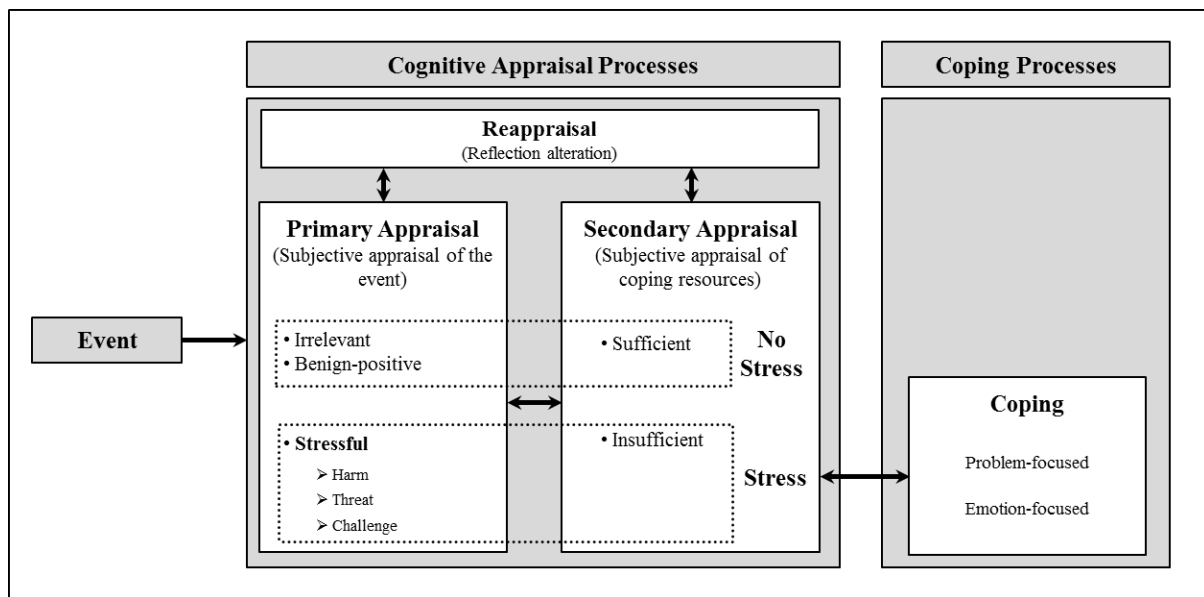 Cognitive Appraisal Processes
Coping Processes
Reappraisal
(Reflection alteration)
Primary Appraisal
(Subjective appraisal of the
event)
Secondary Appraisal
(Subjective appraisal of
coping resources)
Event
• Irrelevant
• Benign-positive
• Sufficient
No
Stress
• Stressful
➢ Harm
➢ Threat
➢ Challenge
• Insufficient
Stress
Coping
Problem-focused
Emotion-focused